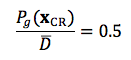 P_g(x_CR) / D̅ = 0.5